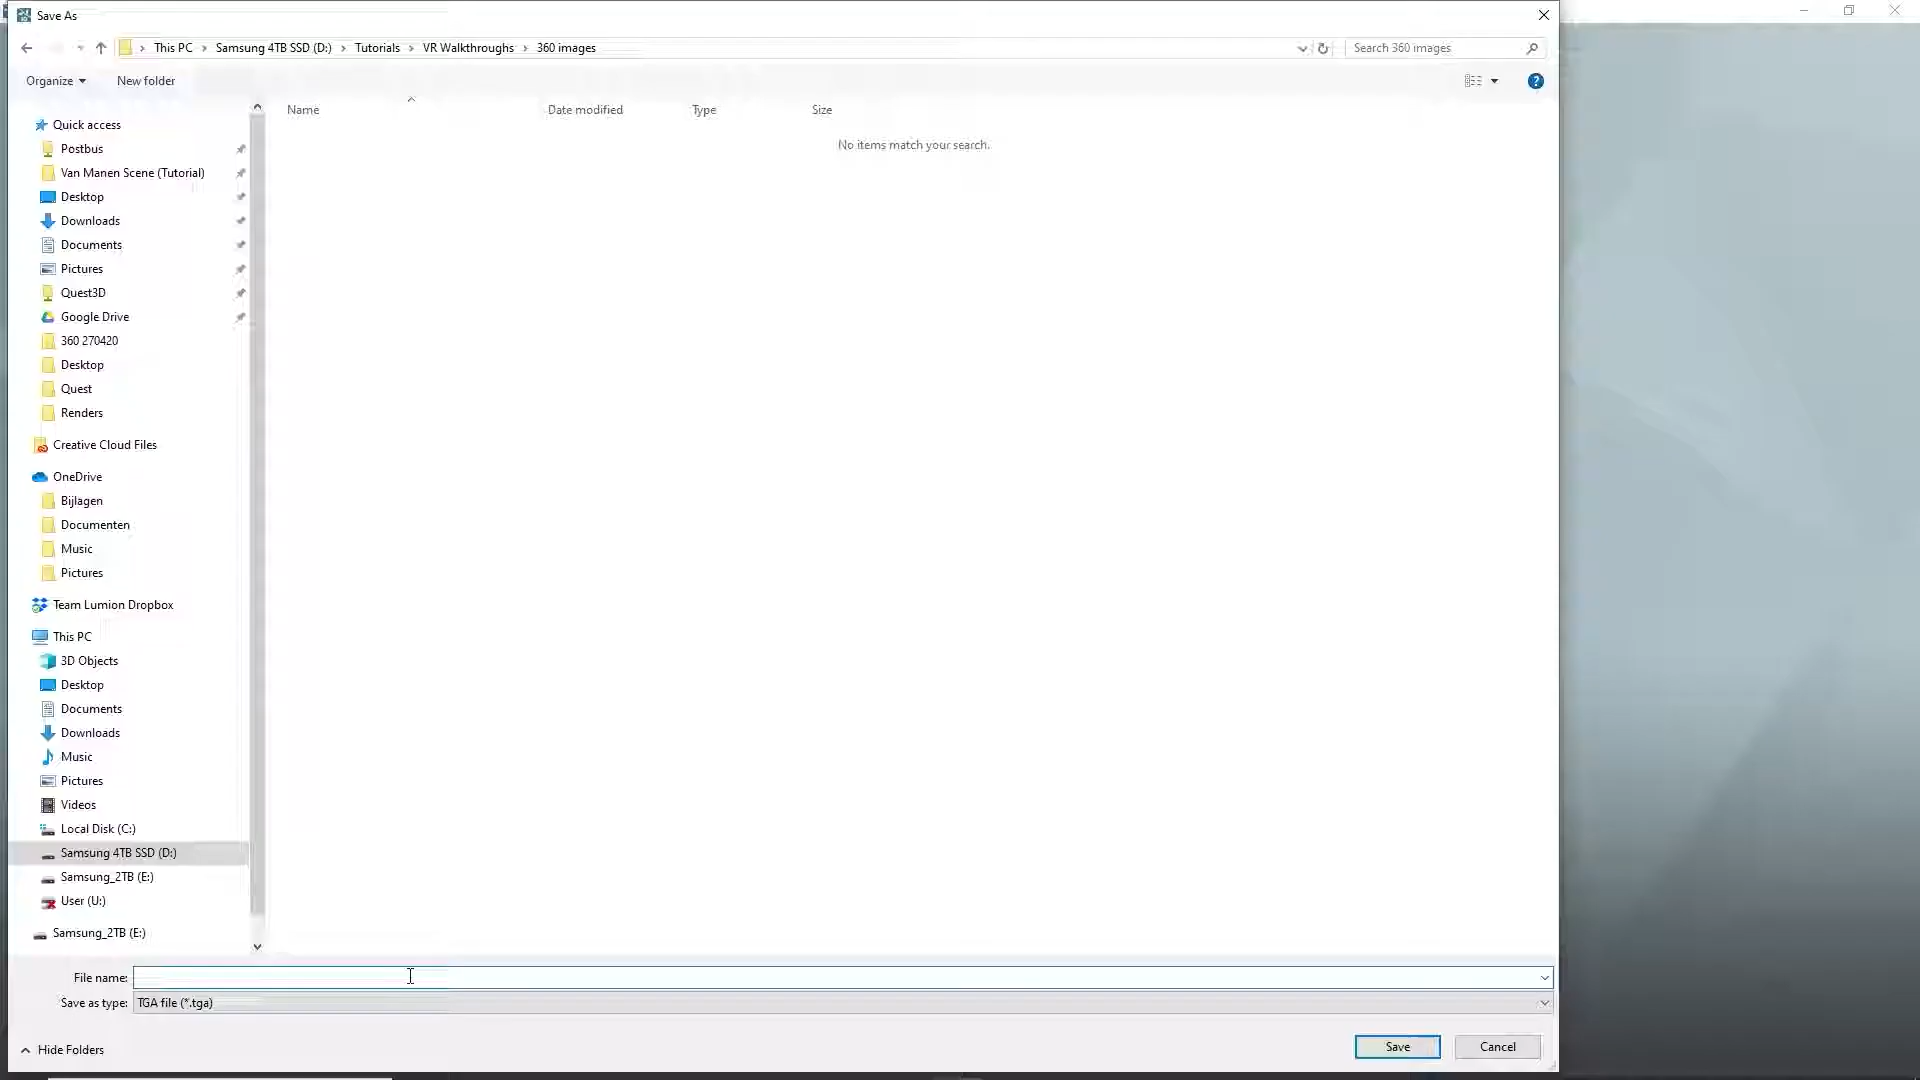 Save As
This PC > Samsung 4TB SSD (D:) > Tutorials > VR Walkthroughs > 360 images
Search 360 images
Organize
New folder
?
Name
Date modified
Type
Size
No items match your search.
Quick access
Postbus
Van Manen Scene (Tutorial)
Desktop
Downloads
Documents
Pictures
Quest3D
Google Drive
360 270420
Desktop
Quest
Renders
Creative Cloud Files
OneDrive
Bijlagen
Documenten
Music
Pictures
Team Lumion Dropbox
This PC
3D Objects
Desktop
Documents
Downloads
Music
Pictures
Videos
Local Disk (C:)
Samsung 4TB SSD (D:)
Samsung_2TB (E:)
User (U:)
Samsung_2TB (E:)
File name:
Save as type: TGA file (*.tga)
Hide Folders
Save
Cancel